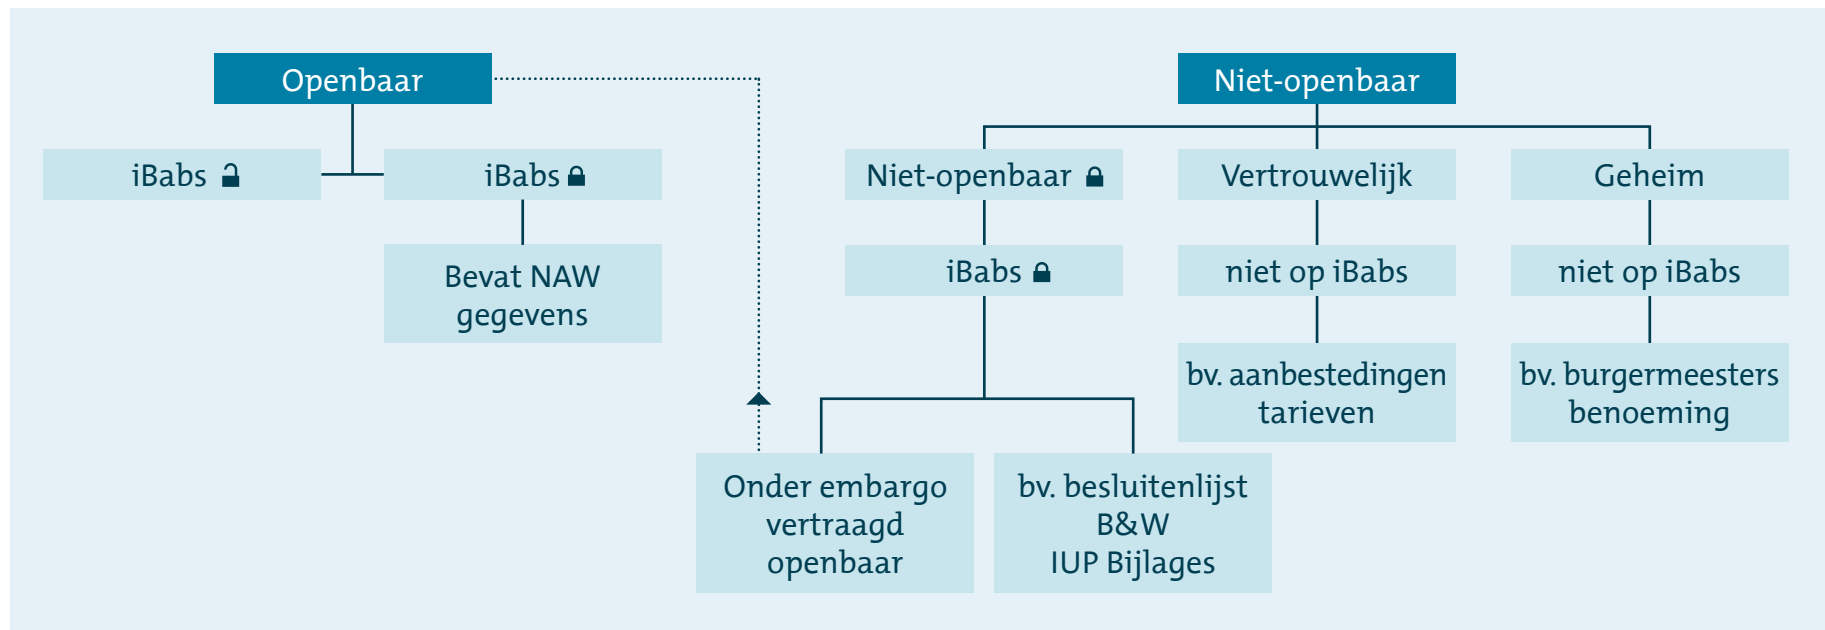 Openbaar
Niet-openbaar
iBabs
iBabs
Niet-openbaar
Vertrouwelijk
Geheim
Bevat NAW
gegevens
iBabs
niet op iBabs
niet op iBabs
bv. aanbestedingen
tarieven
bv. burgermeesters
benoeming
Onder embargo
vertraagd
openbaar
bv. besluitenlijst
B&W
IUP Bijlages